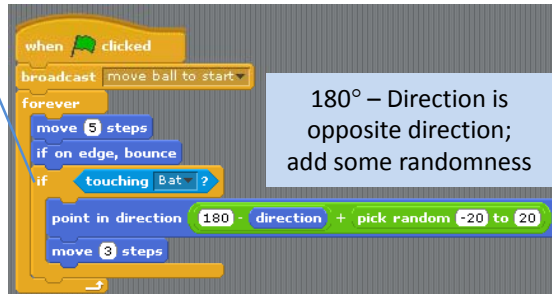 when clicked
broadcast move ball to start
forever
move 5 steps
if on edge, bounce
if touching Bat ?
point in direction 180 - direction + pick random -20 to 20
move 3 steps
180° – Direction is
opposite direction;
add some randomness